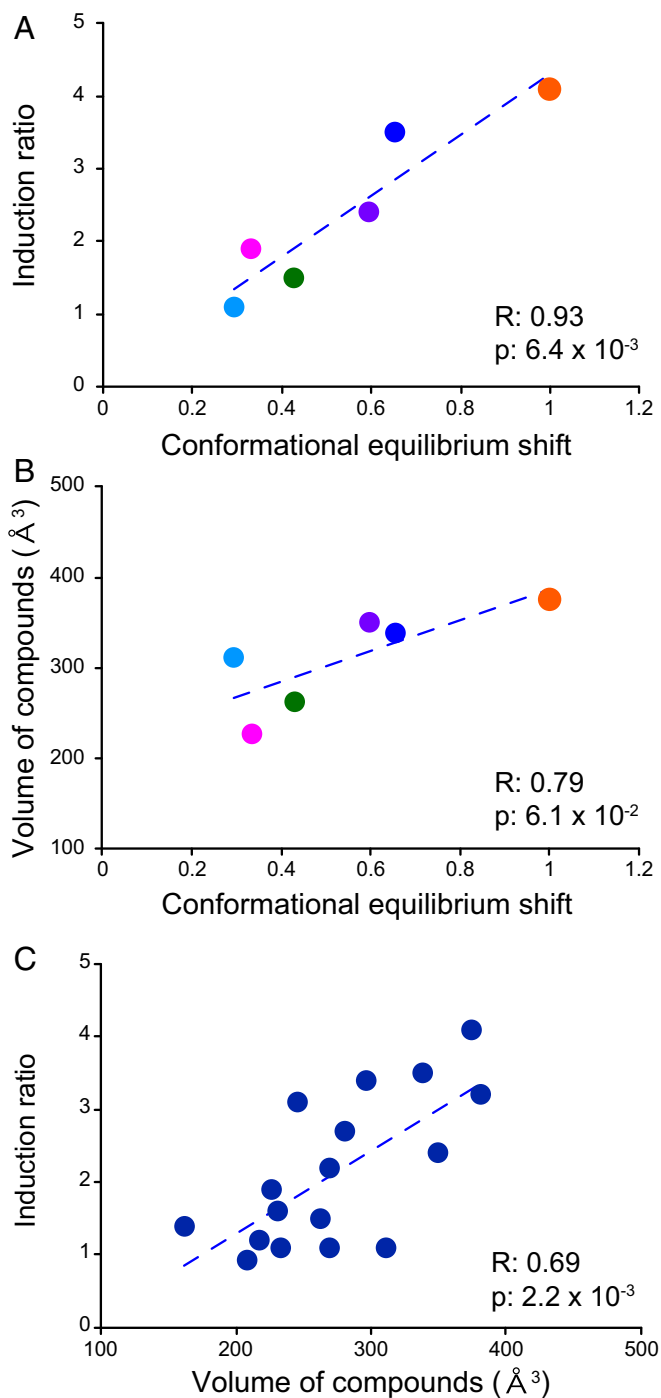 A
Induction ratio
5
4
3
2
1
0
0
0.2
0.4
0.6
0.8
1
1.2
R: 0.93
p: 6.4 x 10⁻³
Conformational equilibrium shift
B
Volume of compounds (Å³)
500
400
300
200
100
0
0.2
0.4
0.6
0.8
1
1.2
R: 0.79
p: 6.1 x 10⁻²
Conformational equilibrium shift
C
Induction ratio
5
4
3
2
1
0
100
200
300
400
500
R: 0.69
p: 2.2 x 10⁻³
Volume of compounds (Å³)